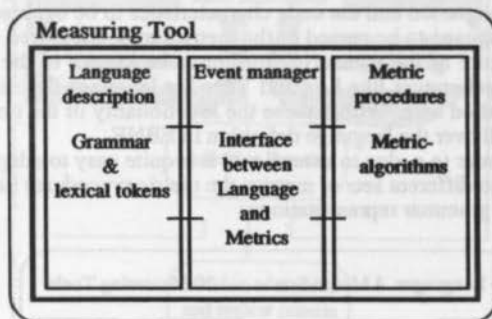 Measuring Tool
Language
description
Grammar
&
lexical tokens
Event manager
Interface
between
Language
and
Metrics
Metric
procedures
Metric-
algorithms